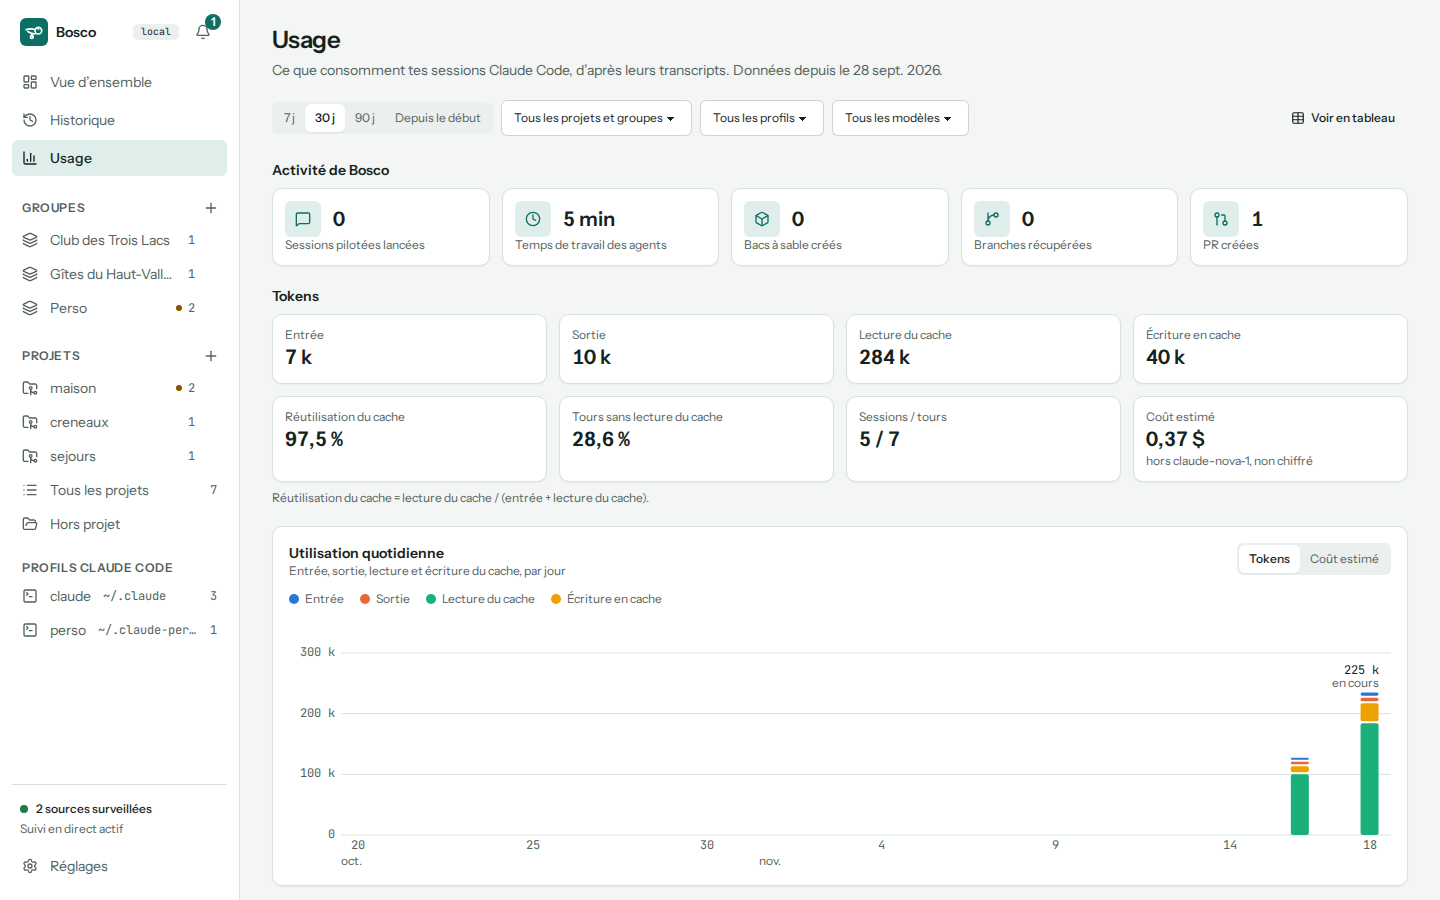 Bosco
local
1
Vue d'ensemble
Historique
Usage
GROUPES
Club des Trois Lacs 1
Gîtes du Haut-Vall... 1
Perso 2
PROJETS
maison 2
creneaux 1
sejours 1
Tous les projets 7
Hors projet
PROFILS CLAUDE CODE
claude ~/.claude 3
perso ~/.claude-per… 1
2 sources surveillées
Suivi en direct actif
Réglages
Usage
Ce que consomment tes sessions Claude Code, d'après leurs transcripts. Données depuis le 28 sept. 2026.
7 j 30 j 90 j Depuis le début Tous les projets et groupes Tous les profils Tous les modèles Voir en tableau
Activité de Bosco
0
Sessions pilotées lancées
5 min
Temps de travail des agents
0
Bacs à sable créés
0
Branches récupérées
1
PR créées
Tokens
Entrée
7 k
Sortie
10 k
Lecture du cache
284 k
Écriture en cache
40 k
Réutilisation du cache
97,5 %
Tours sans lecture du cache
28,6 %
Sessions / tours
5 / 7
Coût estimé
0,37 $
hors claude-nova-1, non chiffré
Réutilisation du cache = lecture du cache / (entrée + lecture du cache).
Utilisation quotidienne
Entrée, sortie, lecture et écriture du cache, par jour
Tokens Coût estimé
Entrée Sortie Lecture du cache Écriture en cache
300 k
225 k
en cours
200 k
100 k
0
20 25 30 4 9 14 18
oct. nov.